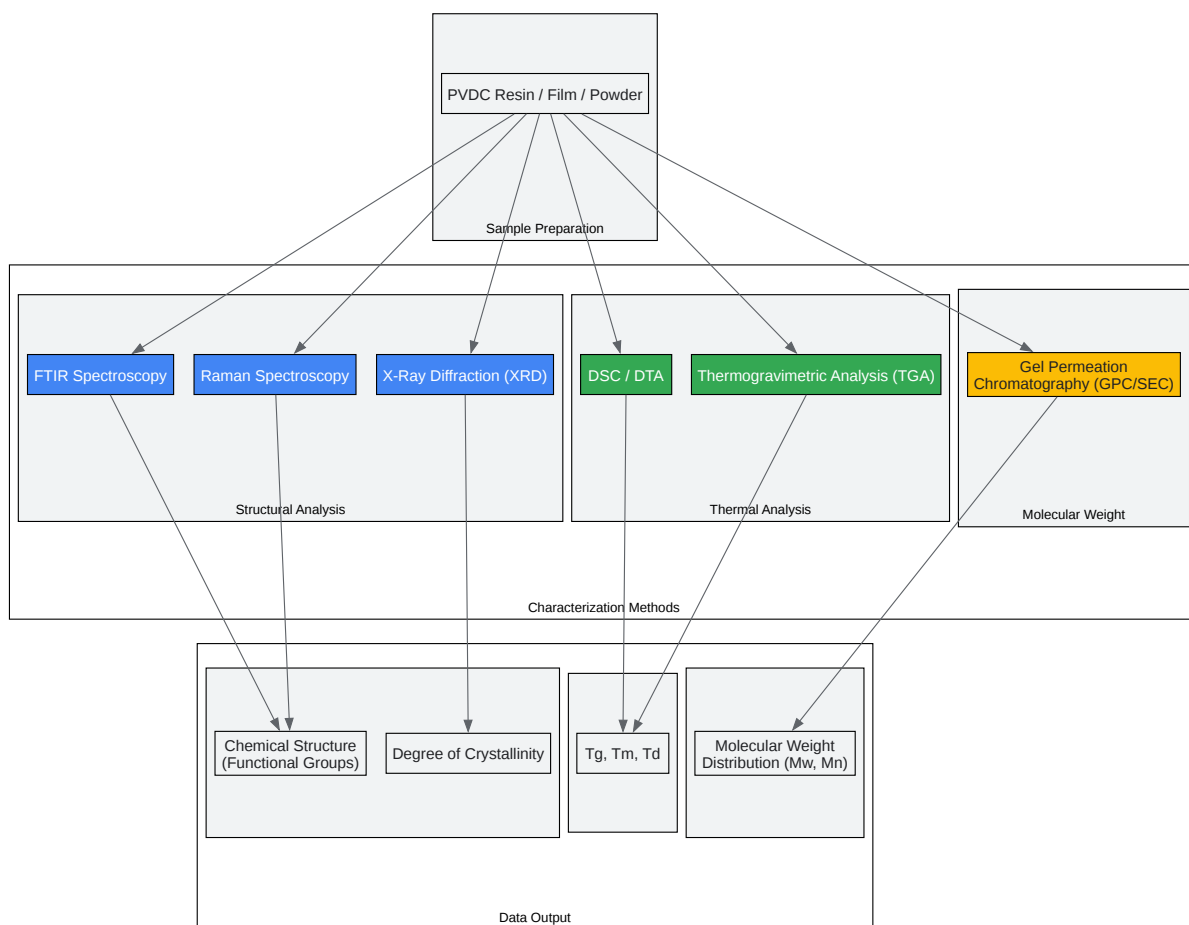 PVDC Resin / Film / Powder
Sample Preparation
FTIR Spectroscopy
Raman Spectroscopy
X-Ray Diffraction (XRD)
DSC / DTA
Thermogravimetric Analysis (TGA)
Gel Permeation
Chromatography (GPC/SEC)
Structural Analysis
Thermal Analysis
Molecular Weight
Characterization Methods
Chemical Structure
(Functional Groups)
Degree of Crystallinity
Tg, Tm, Td
Molecular Weight
Distribution (Mw, Mn)
Data Output